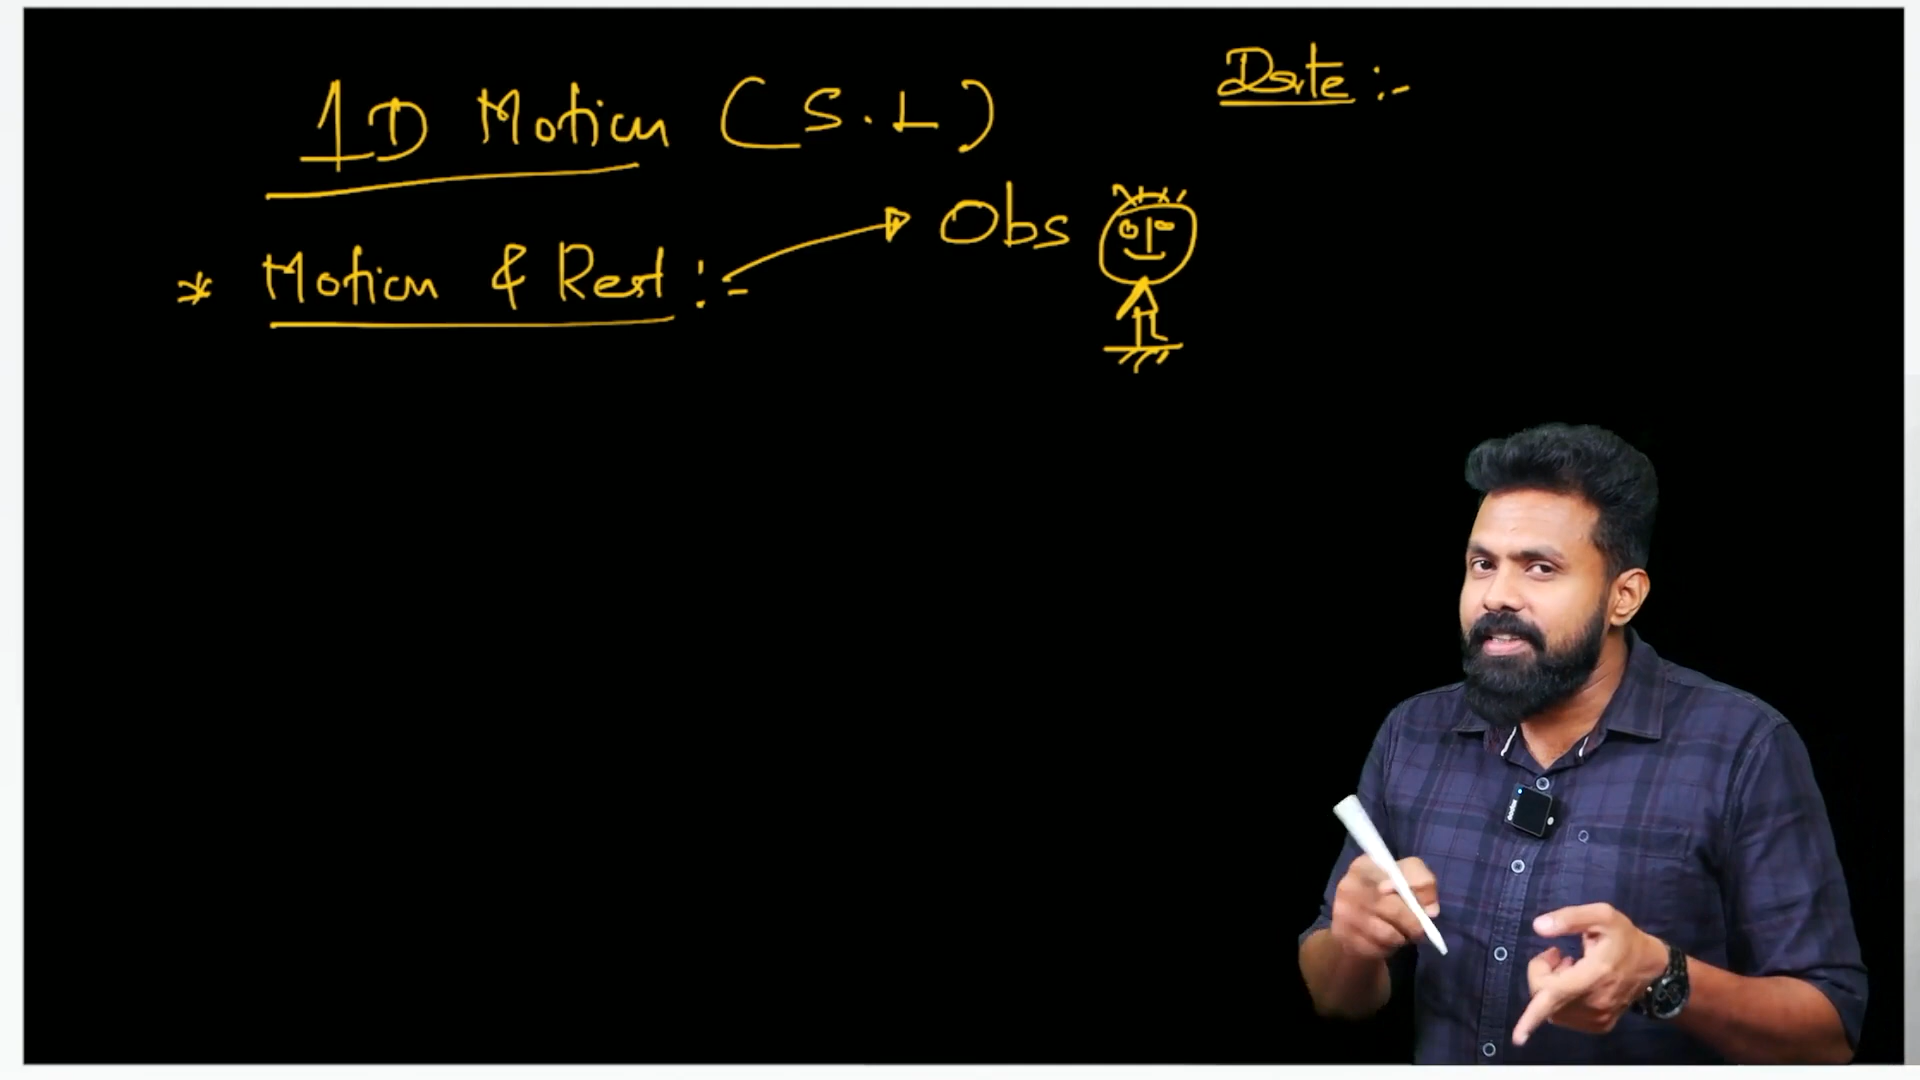 1D Motion (S.L)
Date :-
* Motion & Rest :-
Obs